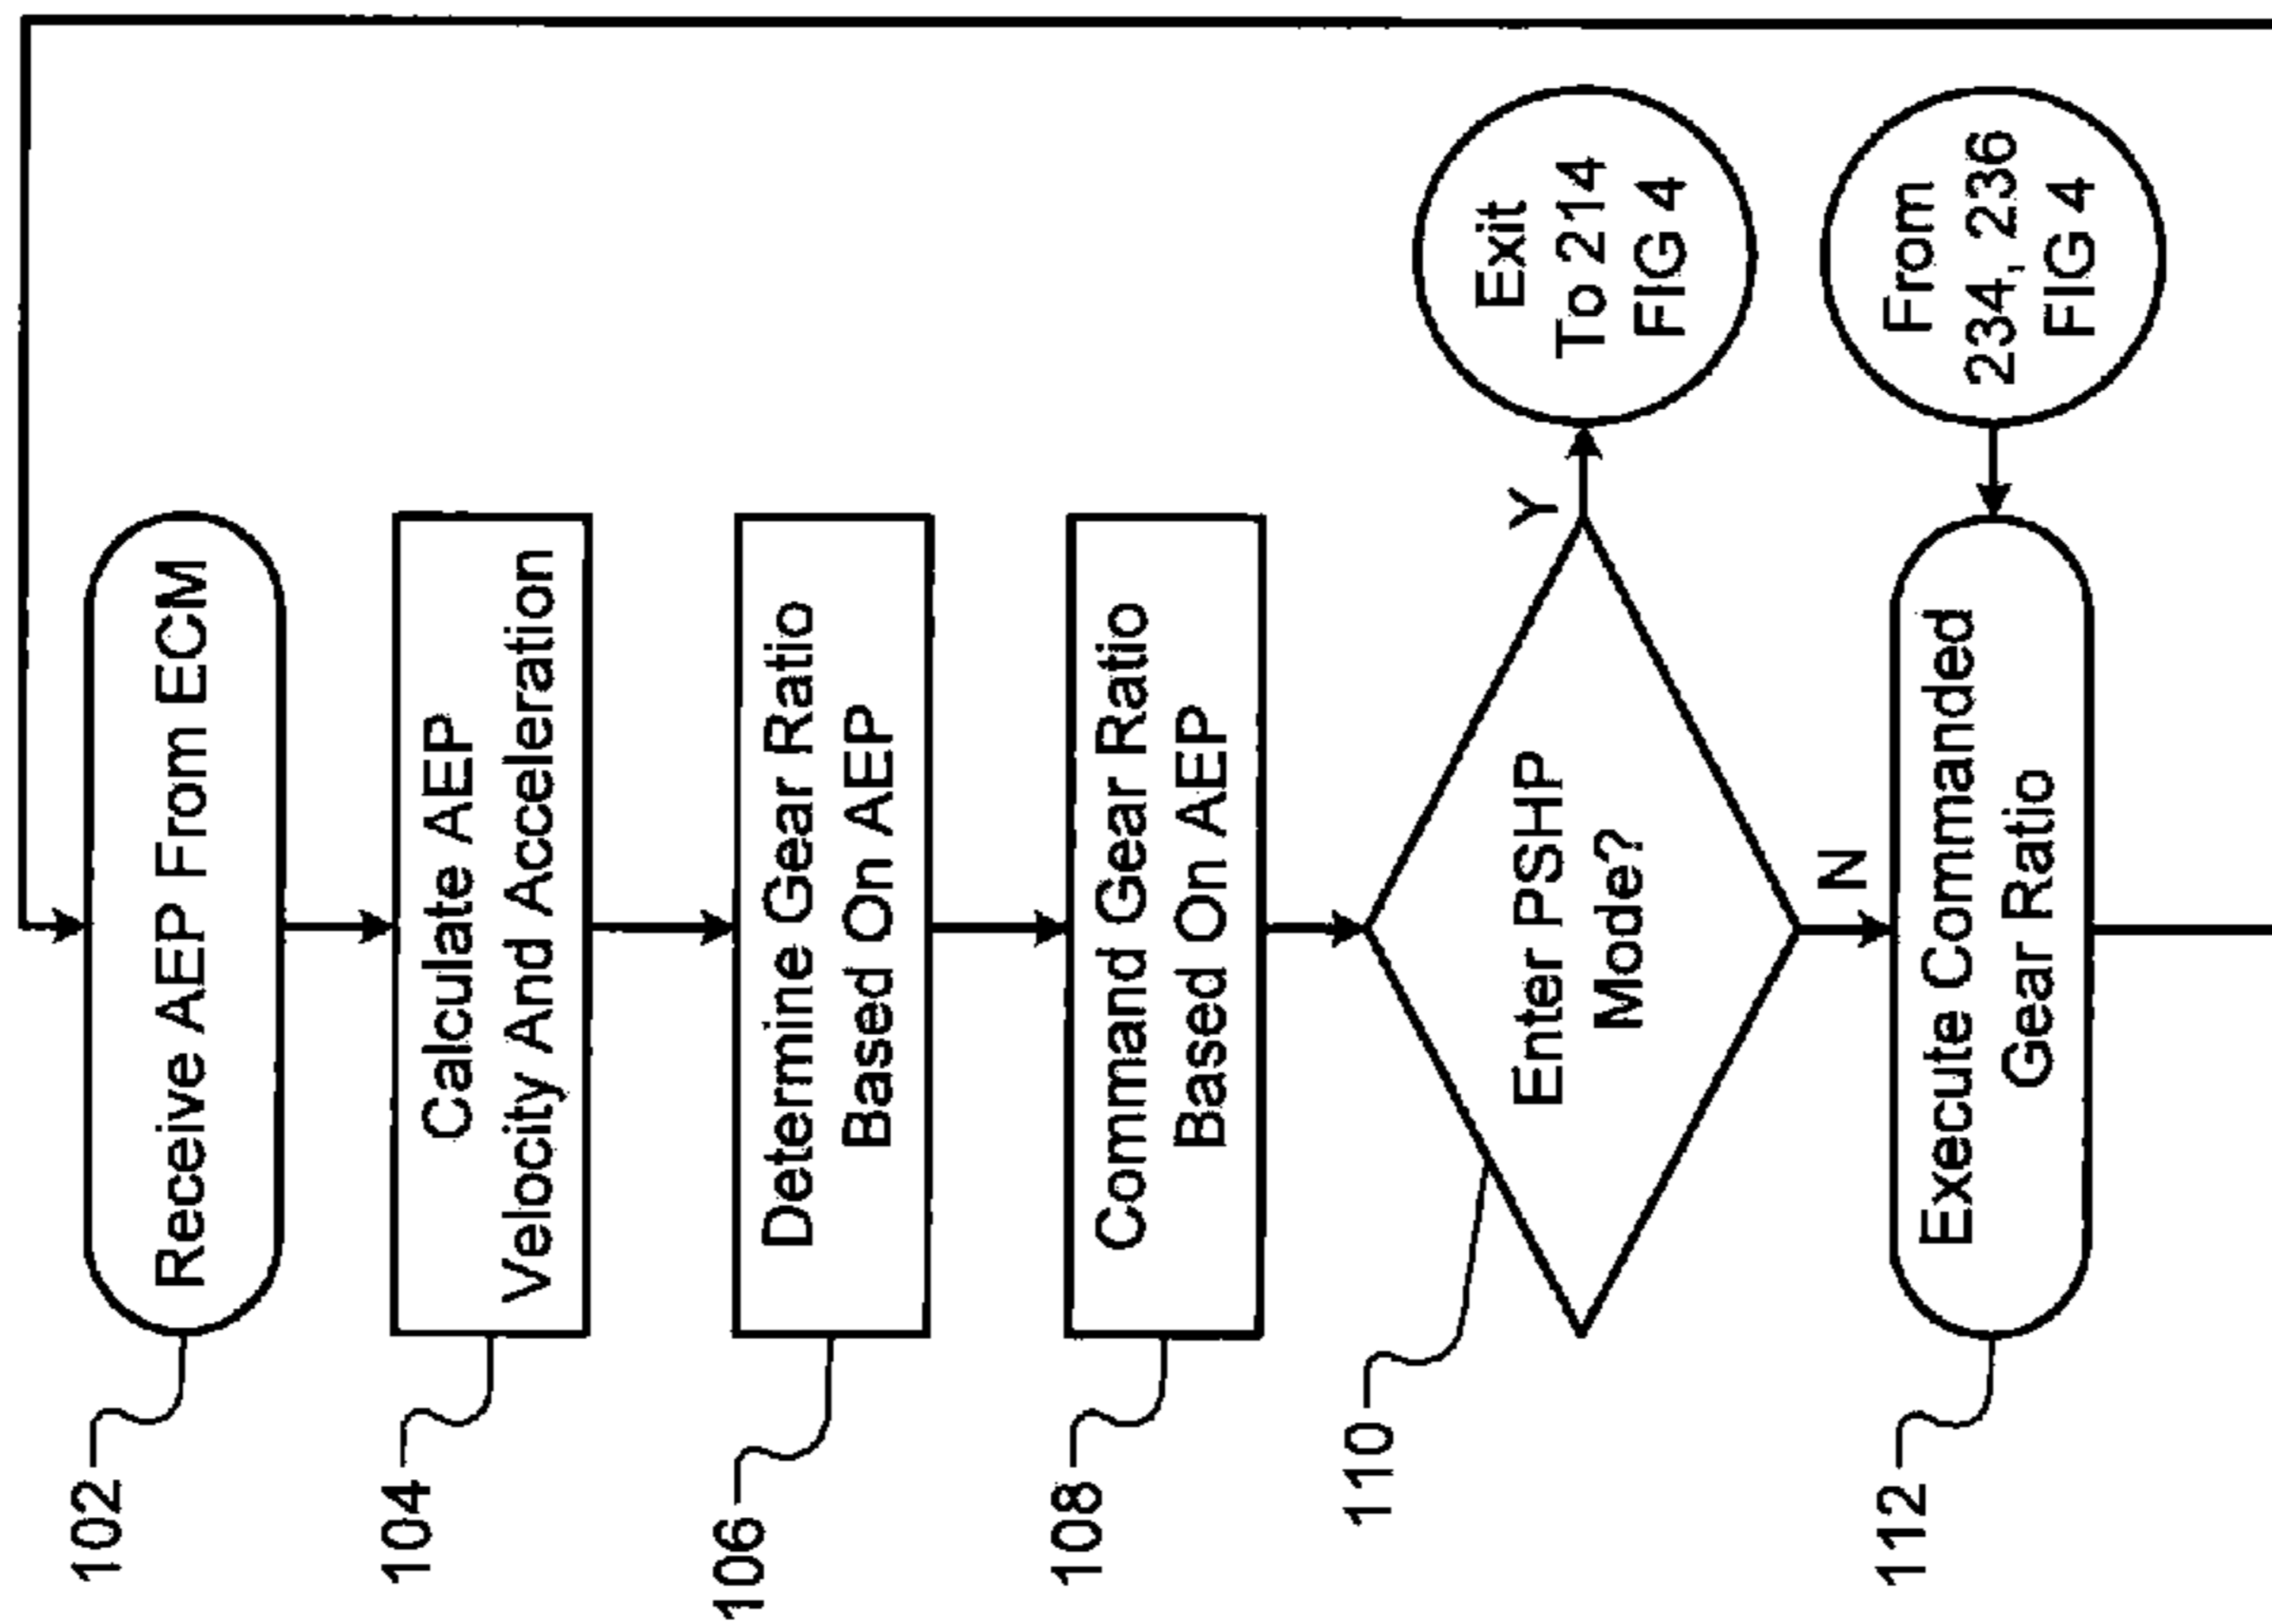 102
Receive AEP From ECM
104
Calculate AEP
Velocity And Acceleration
106
Determine Gear Ratio
Based On AEP
108
Command Gear Ratio
Based On AEP
110
Enter PSHP
Mode?
Y
Exit
To 214
FIG 4
N
112
Execute Commanded
Gear Ratio
From
234, 236
FIG 4